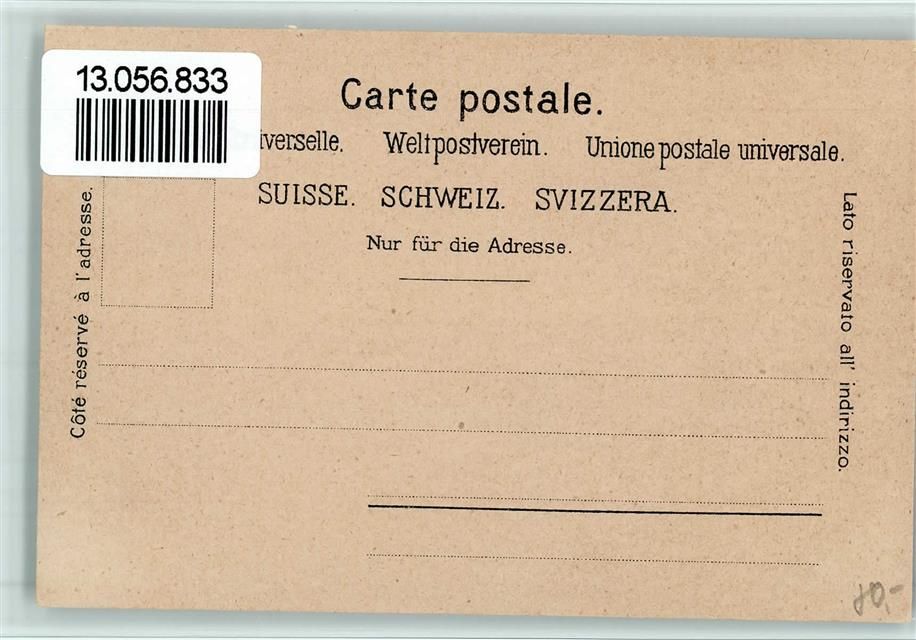 13.056.833
Carte postale.
iverselle. Weltpostverein. Unione postale universale.
SUISSE. SCHWEIZ. SVIZZERA.
Nur für die Adresse.
Côté réservé à l'adresse.
Lato riservato all' indirizzo.